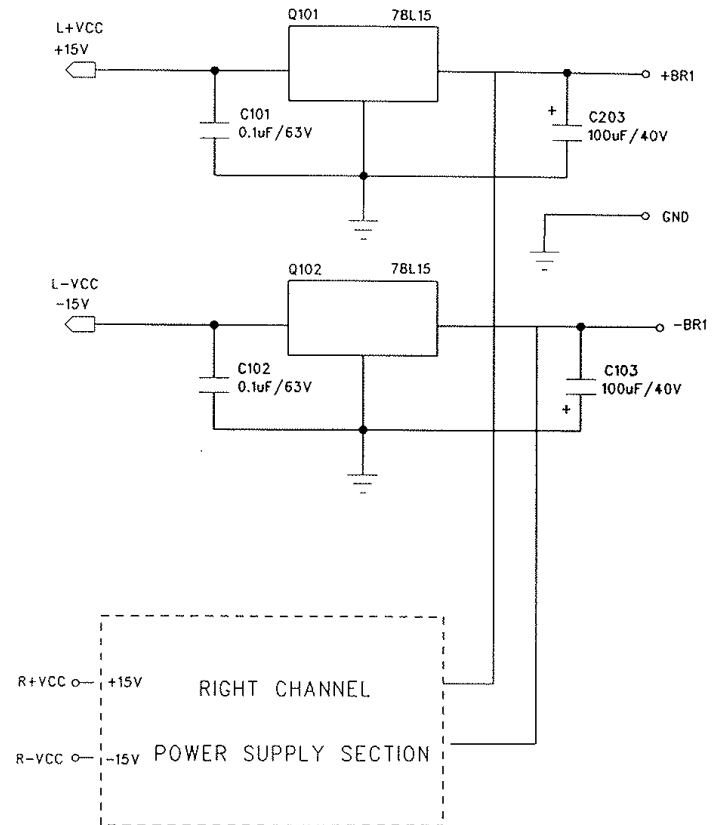 L+VCC
+15V
Q101 78L15
+BR1
C101
0.1uF/63V
+
C203
100uF/40V
GND
L-VCC
-15V
Q102 78L15
-BR1
C102
0.1uF/63V
C103
100uF/40V
+
R+VCC +15V RIGHT CHANNEL
R-VCC -15V POWER SUPPLY SECTION